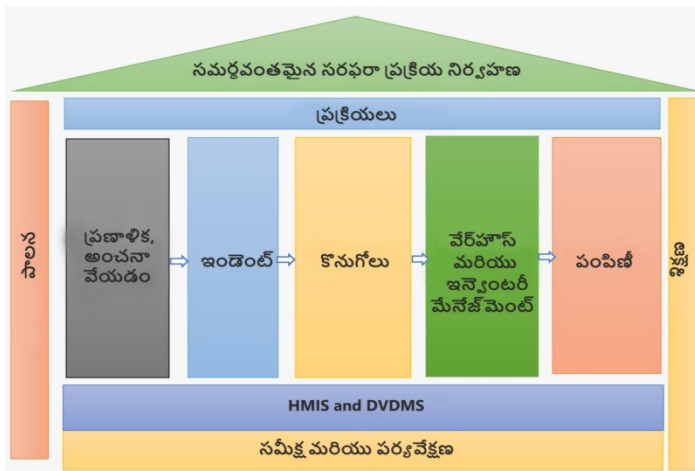 సమర్థవంతమైన సరఫరా ప్రక్రియ నిర్వహణ
ప్రక్రియలు
పాలన
ప్రణాళిక,
అంచనా
వేయడం
ఇండెంట్
కొనుగోలు
వేర్‌హౌస్
మరియు
ఇన్వెంటరీ
మేనేజ్‌మెంట్
పంపిణీ
శిక్షణ
HMIS and DVDMS
సమీక్ష మరియు పర్యవేక్షణ